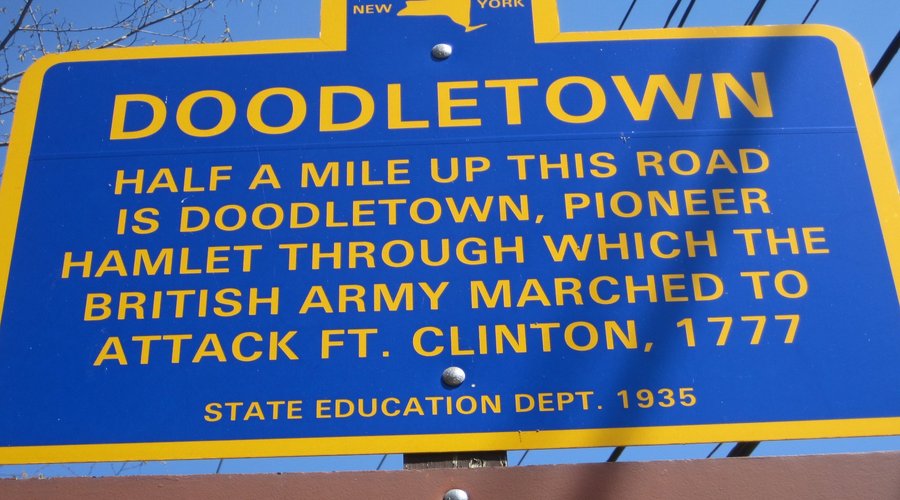 NEW YORK
DOODLETOWN
HALF A MILE UP THIS ROAD
IS DOODLETOWN, PIONEER
HAMLET THROUGH WHICH THE
BRITISH ARMY MARCHED TO
ATTACK FT. CLINTON, 1777
STATE EDUCATION DEPT. 1935